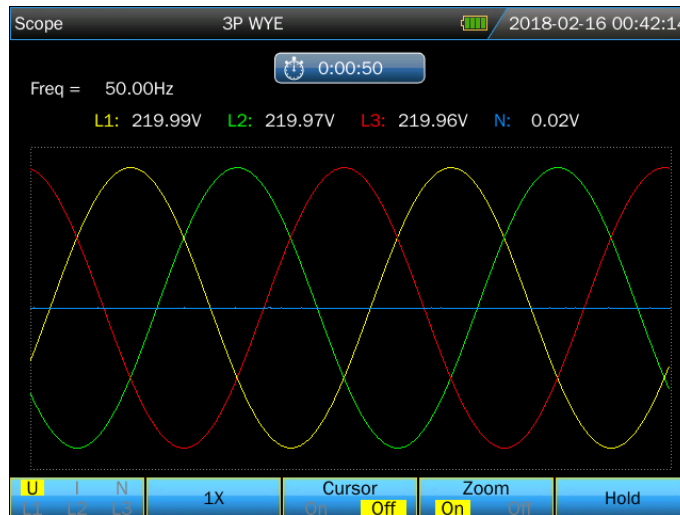 Scope 3P WYE 2018-02-16 00:42:14
0:00:50
Freq = 50.00Hz
L1: 219.99V L2: 219.97V L3: 219.96V N: 0.02V
U I N Cursor Zoom
1X Hold
L1 L2 L3 On Off On Off